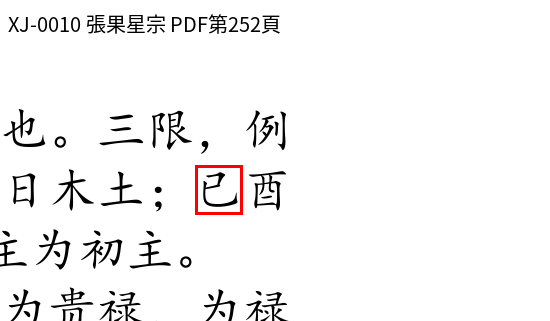 XJ-0010 張果星宗 PDF第252頁
也。三限，例
日木土；已酉
主为初主。
为贵禄，为禄